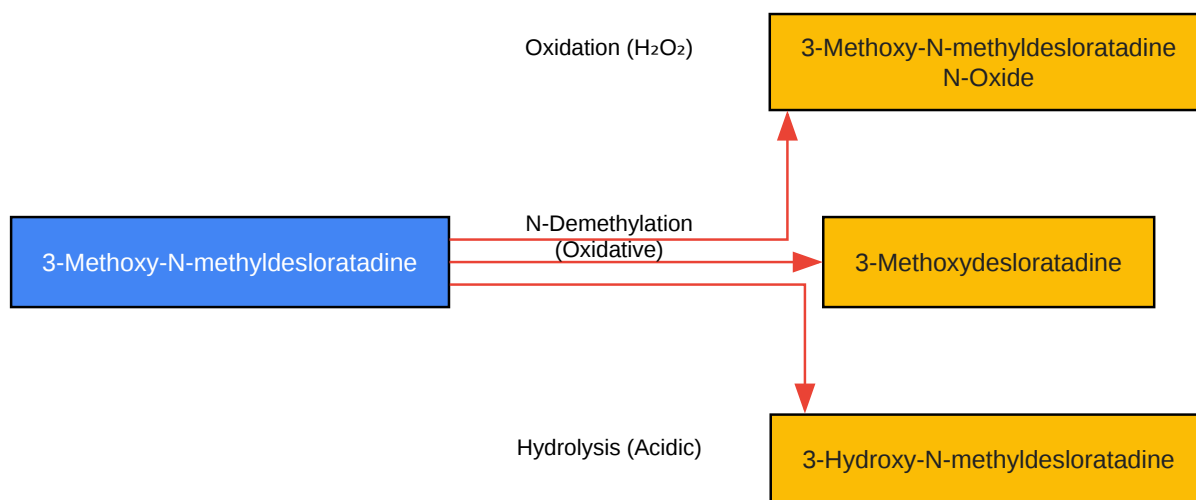 Oxidation (H₂O₂)
3-Methoxy-N-methyldesloratadine
N-Oxide
N-Demethylation
(Oxidative)
3-Methoxy-N-methyldesloratadine
3-Methoxydesloratadine
Hydrolysis (Acidic)
3-Hydroxy-N-methyldesloratadine